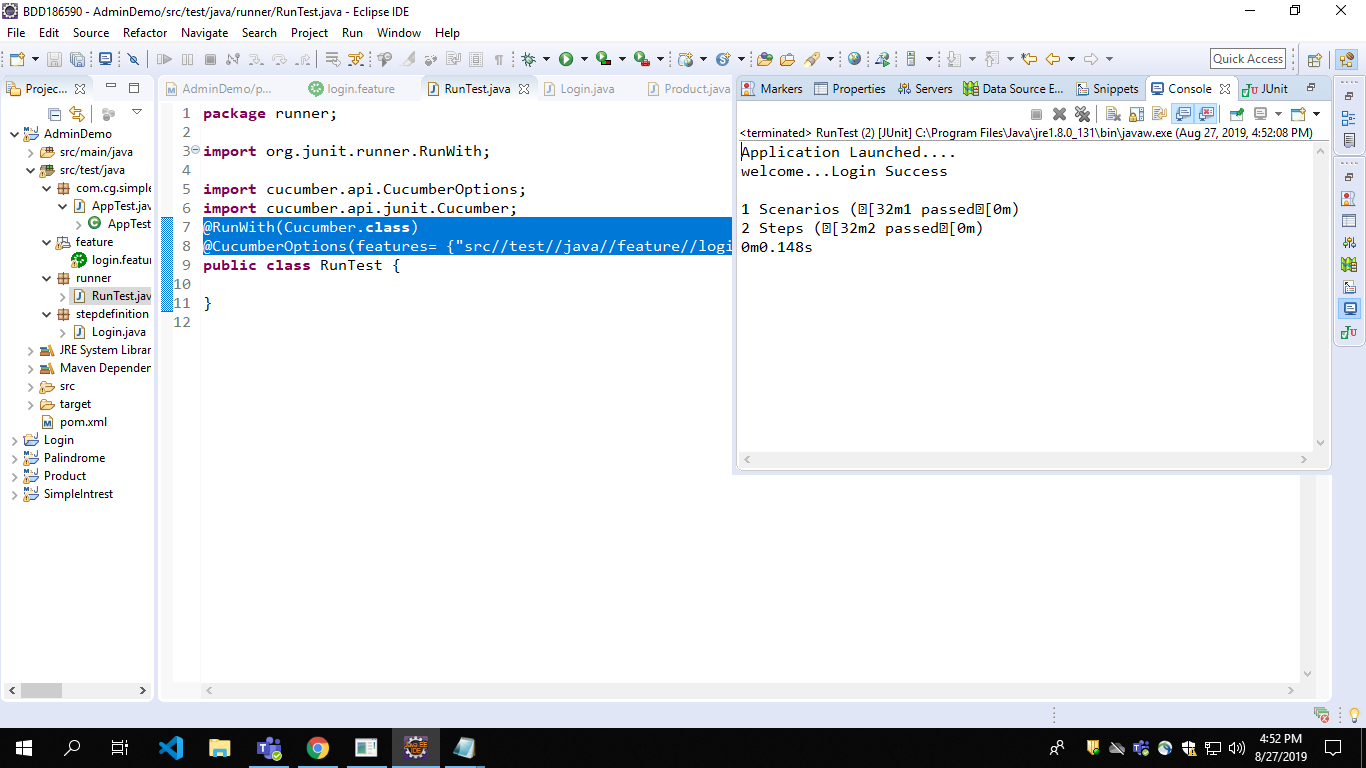 BDD186590 - AdminDemo/src/test/java/runner/RunTest.java - Eclipse IDE
File Edit Source Refactor Navigate Search Project Run Window Help
Quick Access
Projec...
AdminDemo
src/main/java
src/test/java
com.cg.simple
AppTest.jav
AppTest
feature
login.featu
runner
RunTest.jav
stepdefinition
Login.java
JRE System Librar
Maven Dependen
src
target
pom.xml
Login
Palindrome
Product
SimpleIntrest
AdminDemo/p... login.feature RunTest.java Login.java Product.java
1 package runner;
2
3 import org.junit.runner.RunWith;
4
5 import cucumber.api.CucumberOptions;
6 import cucumber.api.junit.Cucumber;
7 @RunWith(Cucumber.class)
8 @CucumberOptions(features= {"src//test//java//feature//logi
9 public class RunTest {
10
11 }
12
Markers Properties Servers Data Source E... Snippets Console JUnit
<terminated> RunTest (2) [JUnit] C:\Program Files\Java\jre1.8.0_131\bin\javaw.exe (Aug 27, 2019, 4:52:08 PM)
Application Launched....
welcome...Login Success
1 Scenarios (�[32m1 passed�[0m)
2 Steps (�[32m2 passed�[0m)
0m0.148s
4:52 PM
8/27/2019